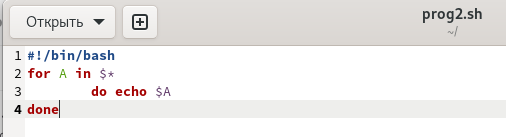 Открыть
prog2.sh
~/
1 #!/bin/bash
2 for A in $*
3         do echo $A
4 done